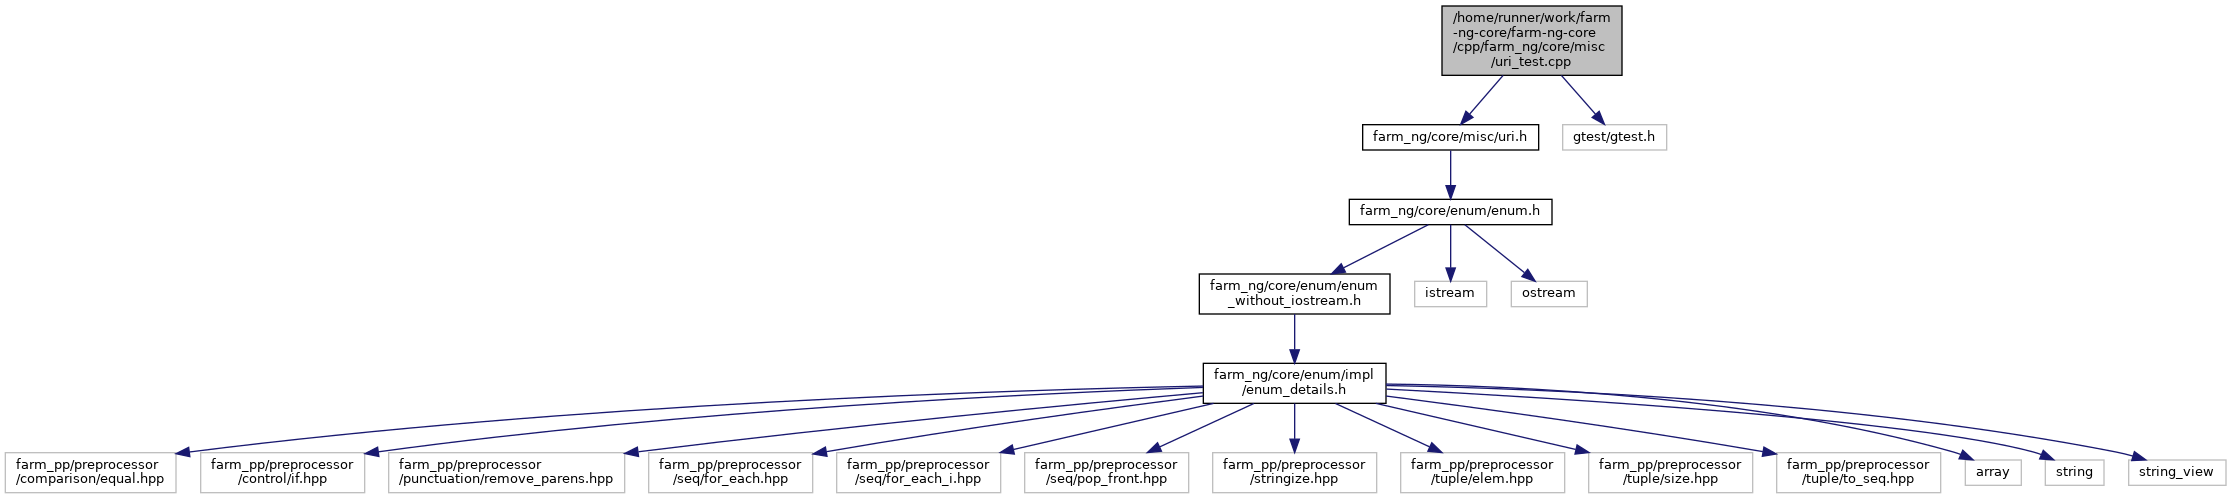 /home/runner/work/farm
-ng-core/farm-ng-core
/cpp/farm_ng/core/misc
/uri_test.cpp
farm_ng/core/misc/uri.h
gtest/gtest.h
farm_ng/core/enum/enum.h
farm_ng/core/enum/enum
_without_iostream.h
istream
ostream
farm_ng/core/enum/impl
/enum_details.h
farm_pp/preprocessor
/comparison/equal.hpp
farm_pp/preprocessor
/control/if.hpp
farm_pp/preprocessor
/punctuation/remove_parens.hpp
farm_pp/preprocessor
/seq/for_each.hpp
farm_pp/preprocessor
/seq/for_each_i.hpp
farm_pp/preprocessor
/seq/pop_front.hpp
farm_pp/preprocessor
/stringize.hpp
farm_pp/preprocessor
/tuple/elem.hpp
farm_pp/preprocessor
/tuple/size.hpp
farm_pp/preprocessor
/tuple/to_seq.hpp
array
string
string_view